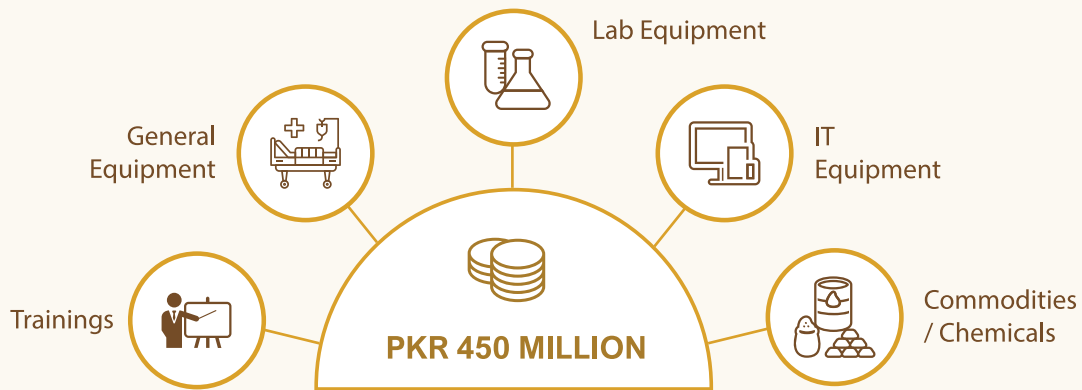 Lab Equipment
General
Equipment
IT
Equipment
Trainings
PKR 450 MILLION
Commodities
/ Chemicals